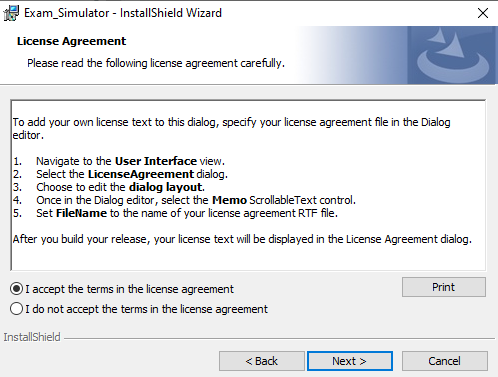 Exam_Simulator - InstallShield Wizard
License Agreement
Please read the following license agreement carefully.
To add your own license text to this dialog, specify your license agreement file in the Dialog
editor.
1. Navigate to the User Interface view.
2. Select the LicenseAgreement dialog.
3. Choose to edit the dialog layout.
4. Once in the Dialog editor, select the Memo ScrollableText control.
5. Set FileName to the name of your license agreement RTF file.
After you build your release, your license text will be displayed in the License Agreement dialog.
I accept the terms in the license agreement
Print
I do not accept the terms in the license agreement
InstallShield
< Back
Next >
Cancel